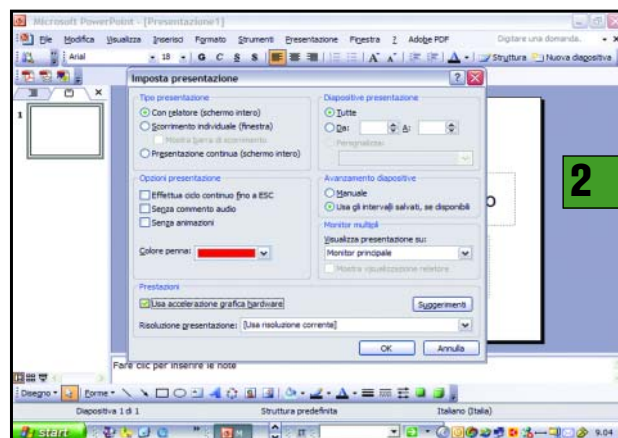 Microsoft PowerPoint - [Presentazione1]
File Modifica Visualizza Inserisci Formato Strumenti Presentazione Finestra ? Adobe PDF
Digitare una domanda.
Arial 18 G C S S
Struttura Nuova diapositiva
Imposta presentazione
Tipo presentazione
Con relatore (schermo intero)
Scorrimento individuale (finestra)
Mostra barra di scorrimento
Presentazione continua (schermo intero)
Diapositive presentazione
Tutte
Da: A:
Personalizza:
Opzioni presentazione
Effettua ciclo continuo fino a ESC
Senza commento audio
Senza animazioni
Colore penna:
Avanzamento diapositive
Manuale
Usa gli intervalli salvati, se disponibili
Monitor multipli
Visualizza presentazione su:
Monitor principale
Mostra visualizzazione relatore
Prestazioni
Usa accelerazione grafica hardware
Suggerimenti
Risoluzione presentazione: [Usa risoluzione corrente]
OK Annulla
1
o
2
Fare clic per inserire le note
Disegno Forme
Diapositiva 1 di 1 Struttura predefinita Italiano (Italia)
start
M
IT
9.04